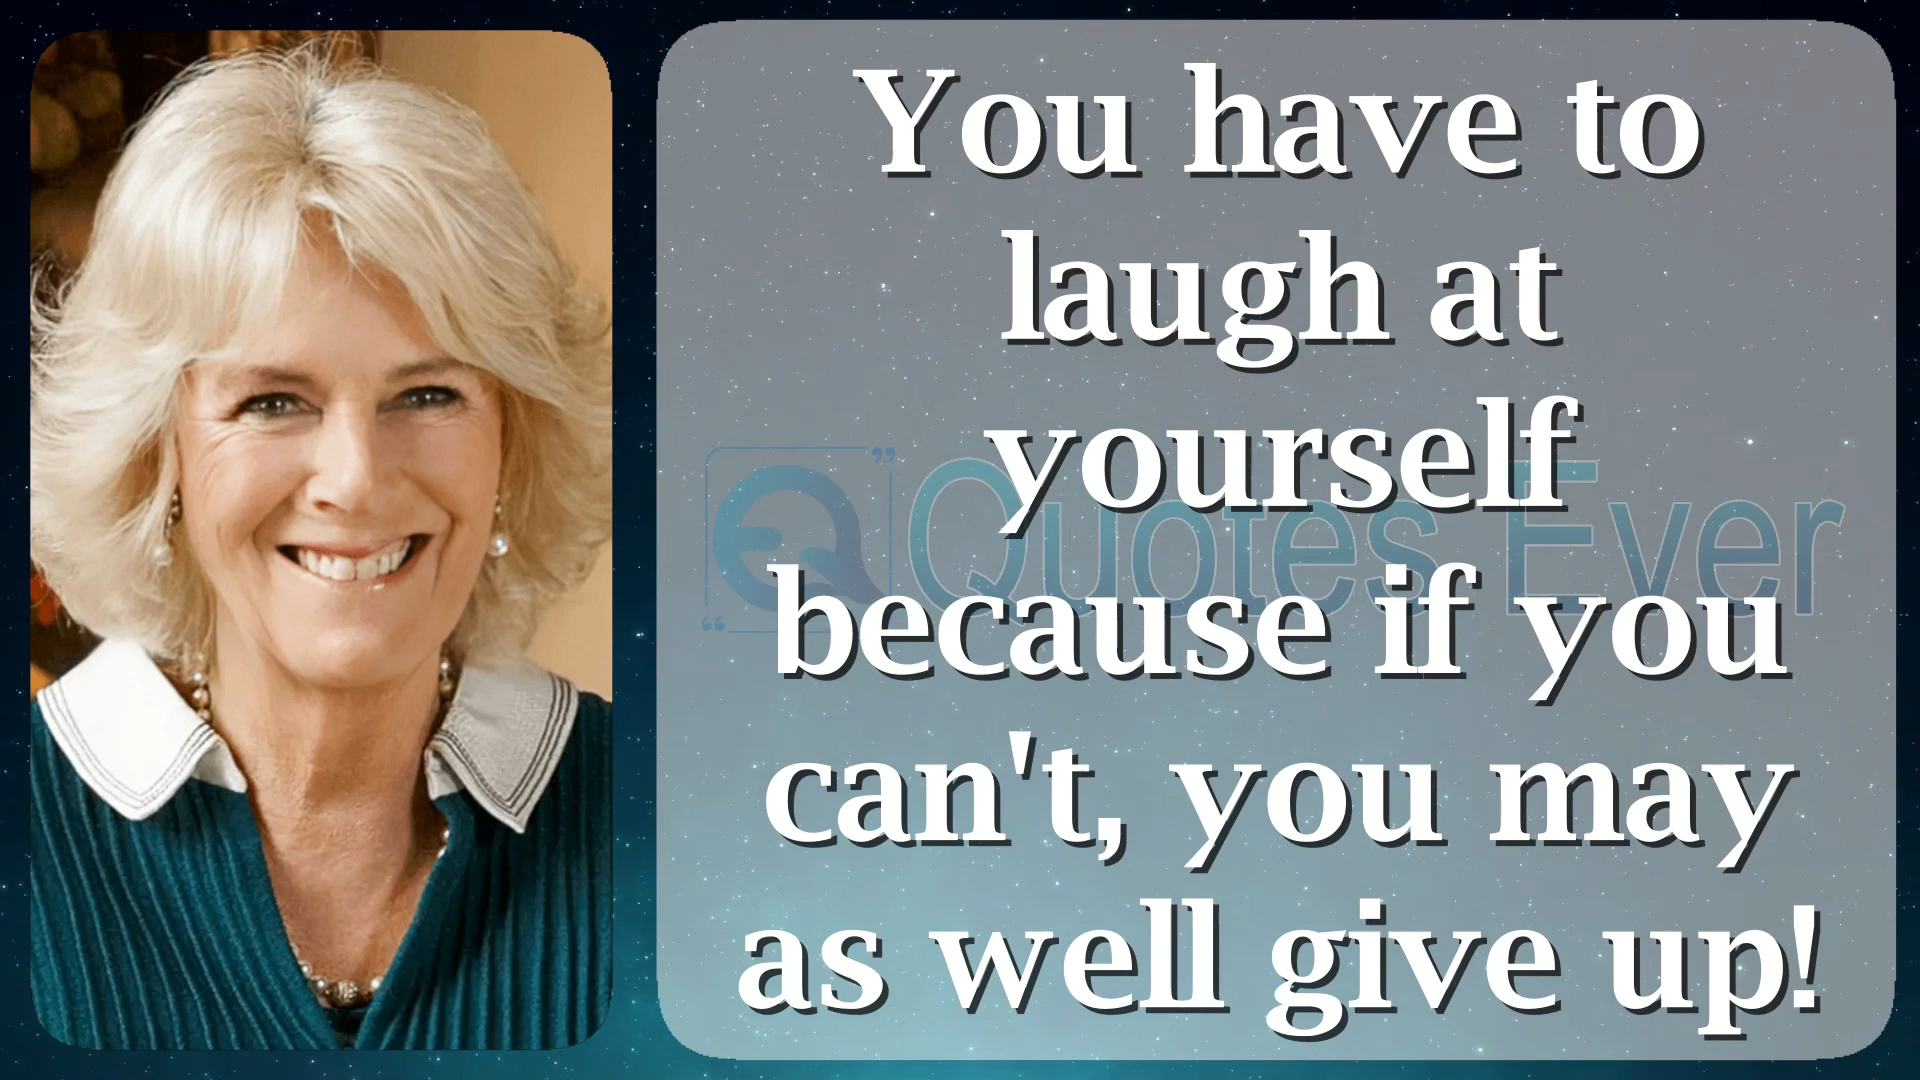 You have to
laugh at
yourself
Quotes Ever
because if you
can't, you may
as well give up!